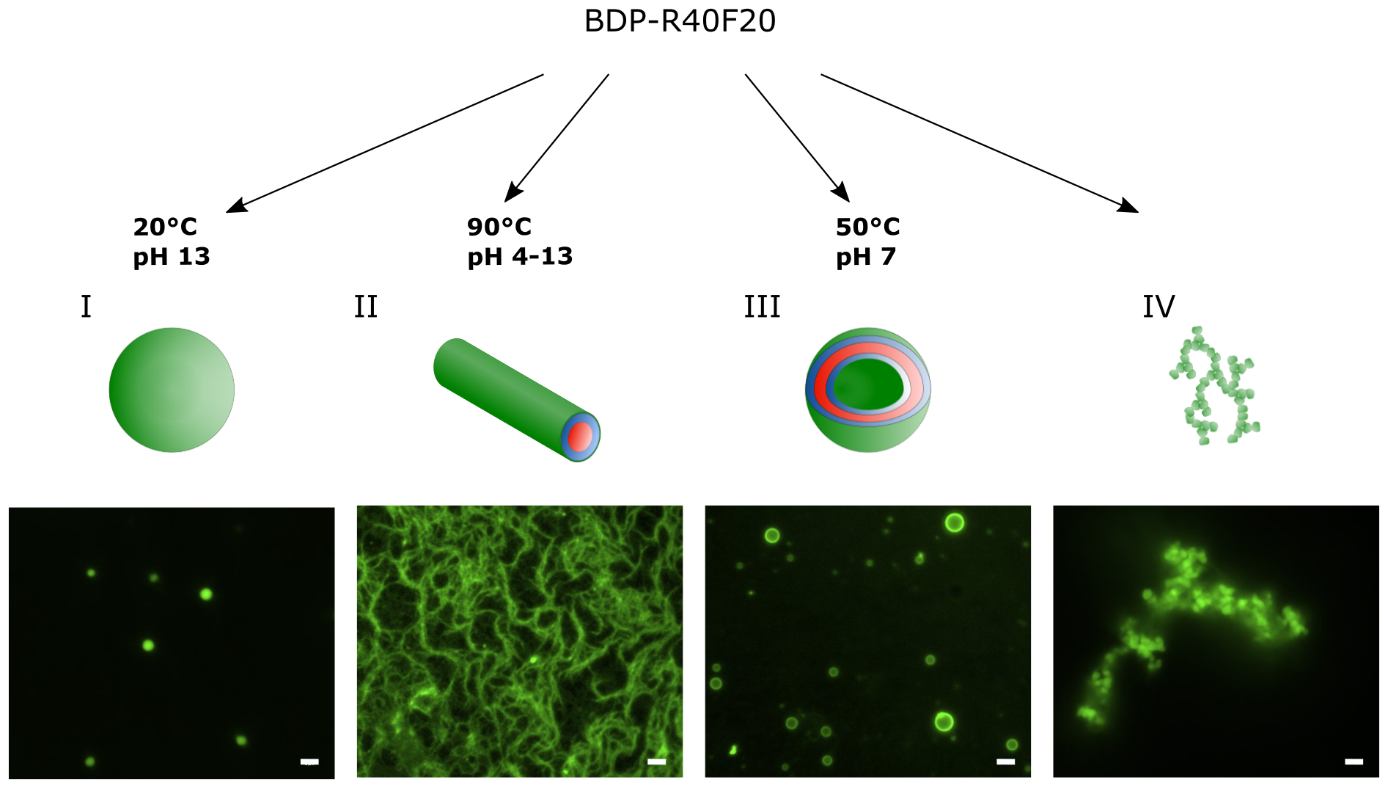 BDP-R40F20
20°C
pH 13
90°C
pH 4-13
50°C
pH 7
I
II
III
IV